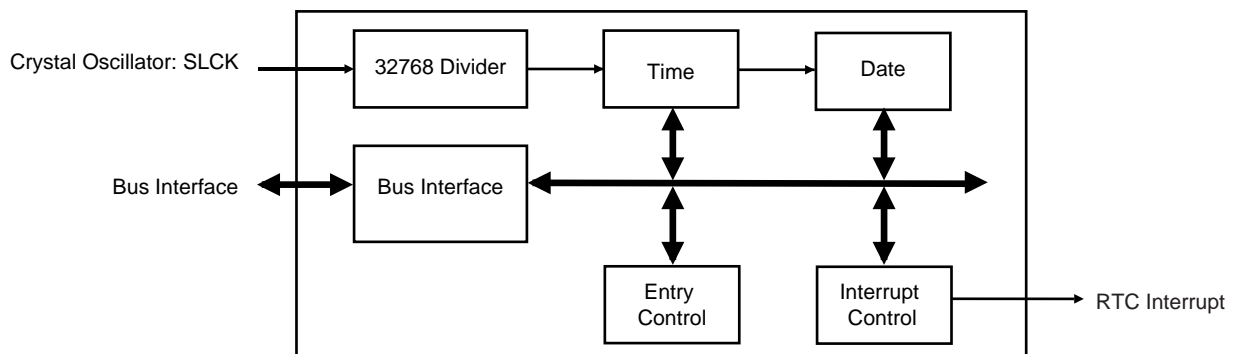 Crystal Oscillator: SLCK
32768 Divider
Time
Date
Bus Interface
Bus Interface
Entry
Control
Interrupt
Control
RTC Interrupt